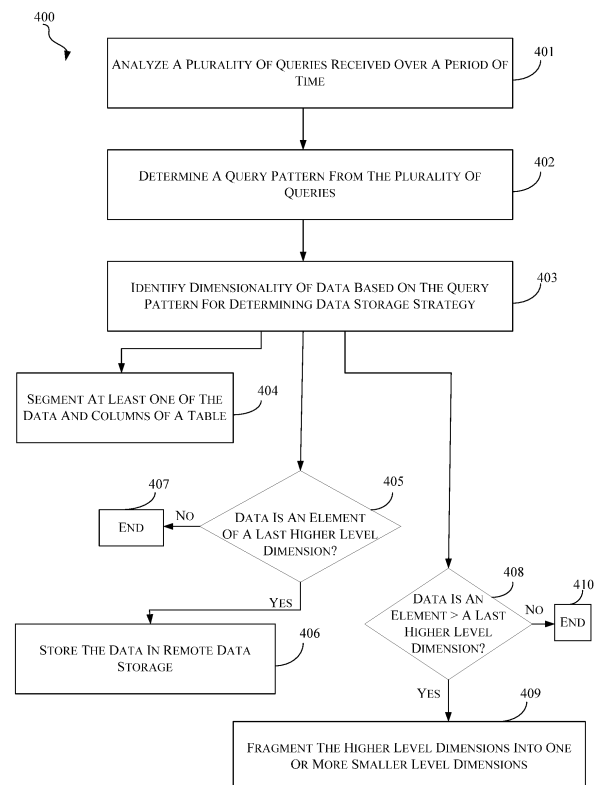 400
ANALYZE A PLURALITY OF QUERIES RECEIVED OVER A PERIOD OF
TIME
401
DETERMINE A QUERY PATTERN FROM THE PLURALITY OF
QUERIES
402
IDENTIFY DIMENSIONALITY OF DATA BASED ON THE QUERY
PATTERN FOR DETERMINING DATA STORAGE STRATEGY
403
SEGMENT AT LEAST ONE OF THE
DATA AND COLUMNS OF A TABLE
404
405
DATA IS AN ELEMENT
OF A LAST HIGHER LEVEL
DIMENSION?
NO
407
END
YES
STORE THE DATA IN REMOTE DATA
STORAGE
406
408
DATA IS AN
ELEMENT > A LAST
HIGHER LEVEL
DIMENSION?
NO
410
END
YES
409
FRAGMENT THE HIGHER LEVEL DIMENSIONS INTO ONE
OR MORE SMALLER LEVEL DIMENSIONS